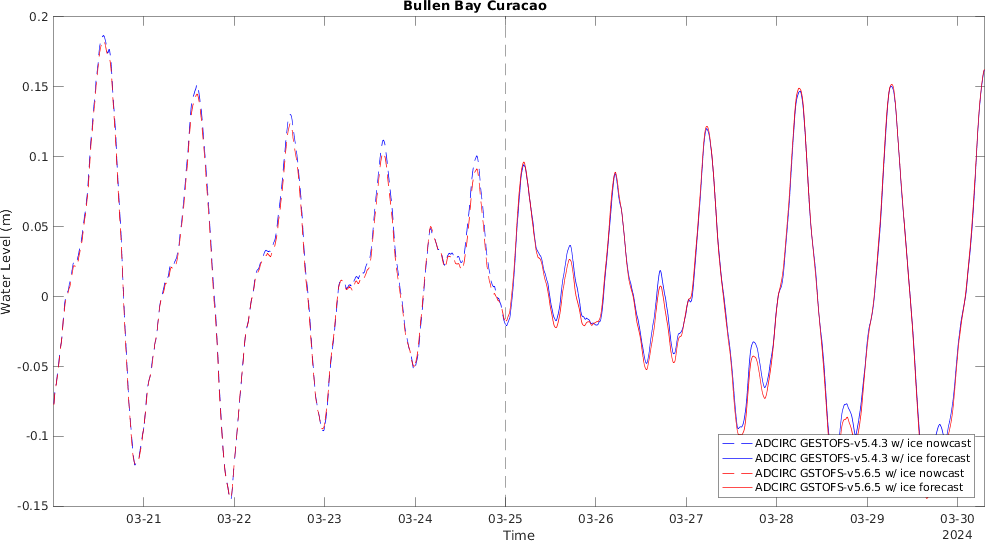 Bullen Bay Curacao
0.2
0.15
0.1
0.05
0
-0.05
-0.1
-0.15
Water Level (m)
ADCIRC GESTOFS-v5.4.3 w/ ice nowcast
ADCIRC GESTOFS-v5.4.3 w/ ice forecast
ADCIRC GSTOFS-v5.6.5 w/ ice nowcast
ADCIRC GSTOFS-v5.6.5 w/ ice forecast
03-21 03-22 03-23 03-24 03-25 03-26 03-27 03-28 03-29 03-30
Time
2024